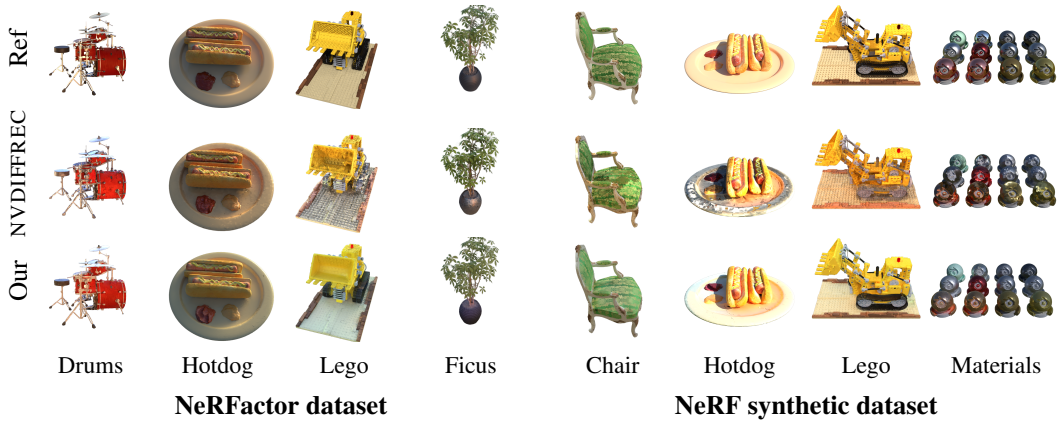 Ref
NVDIFFREC
Our
Drums Hotdog Lego Ficus Chair Hotdog Lego Materials
NeRFactor dataset NeRF synthetic dataset